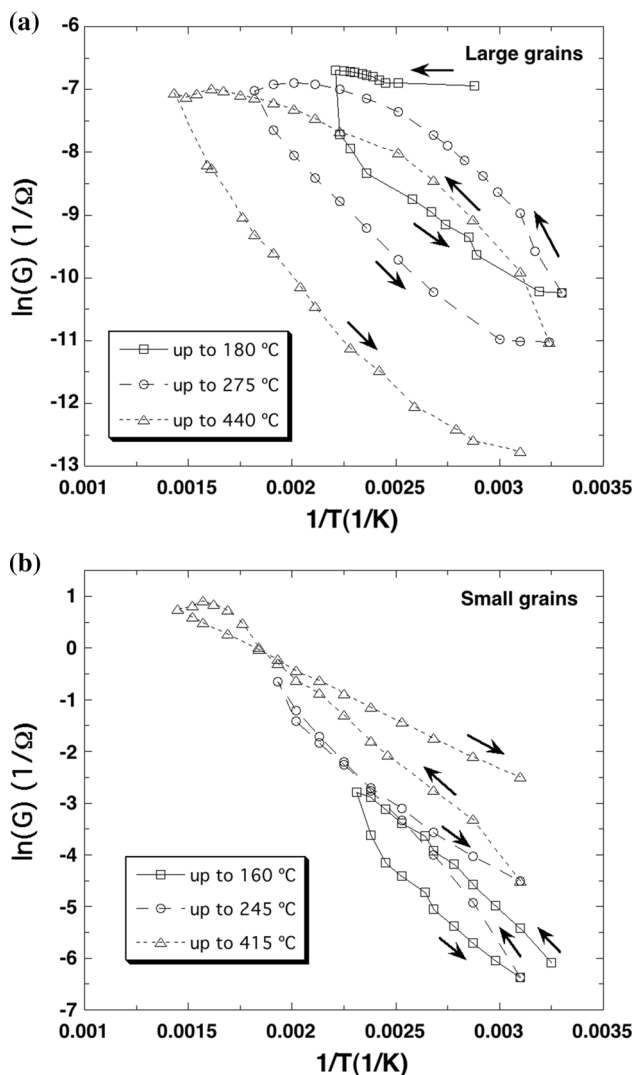 (a)
-6
-7
-8
-9
-10
-11
-12
-13
ln(G) (1/Ω)
Large grains
up to 180 ºC
up to 275 ºC
up to 440 ºC
0.001 0.0015 0.002 0.0025 0.003 0.0035
1/T(1/K)
(b)
1
0
-1
-2
-3
-4
-5
-6
-7
ln(G) (1/Ω)
Small grains
up to 160 ºC
up to 245 ºC
up to 415 ºC
0.001 0.0015 0.002 0.0025 0.003 0.0035
1/T(1/K)